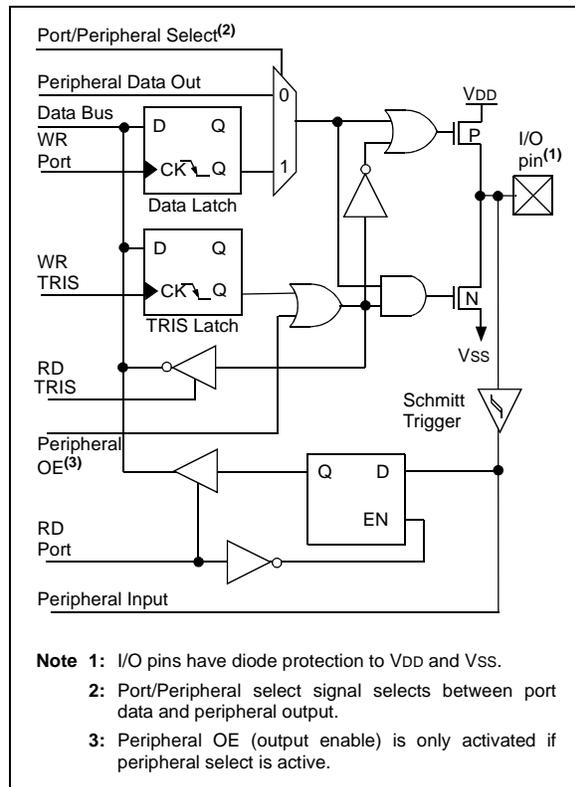 Port/Peripheral Select(2)
Peripheral Data Out
Data Bus
WR
Port
D Q
CK Q
Data Latch
0
1
VDD
P
I/O
pin(1)
WR
TRIS
D Q
CK Q
TRIS Latch
N
VSS
RD
TRIS
Schmitt
Trigger
Peripheral
OE(3)
Q D
EN
RD
Port
Peripheral Input
Note 1: I/O pins have diode protection to VDD and VSS.
2: Port/Peripheral select signal selects between port
data and peripheral output.
3: Peripheral OE (output enable) is only activated if
peripheral select is active.